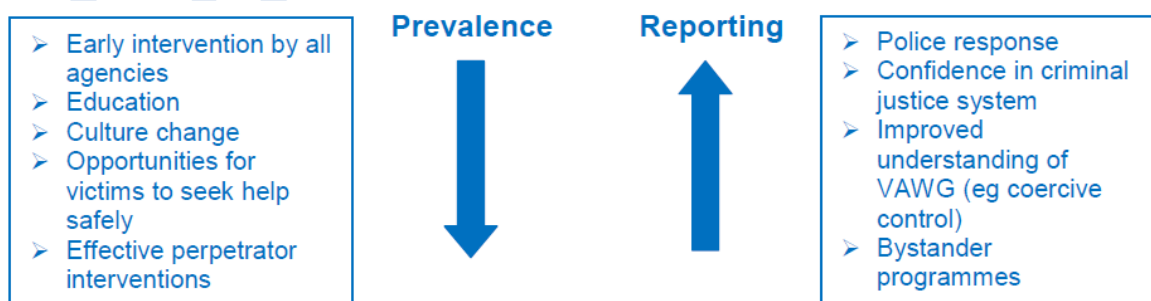 Prevalence
Reporting
➢ Early intervention by all
agencies
➢ Education
➢ Culture change
➢ Opportunities for
victims to seek help
safely
➢ Effective perpetrator
interventions
➢ Police response
➢ Confidence in criminal
justice system
➢ Improved
understanding of
VAWG (eg coercive
control)
➢ Bystander
programmes